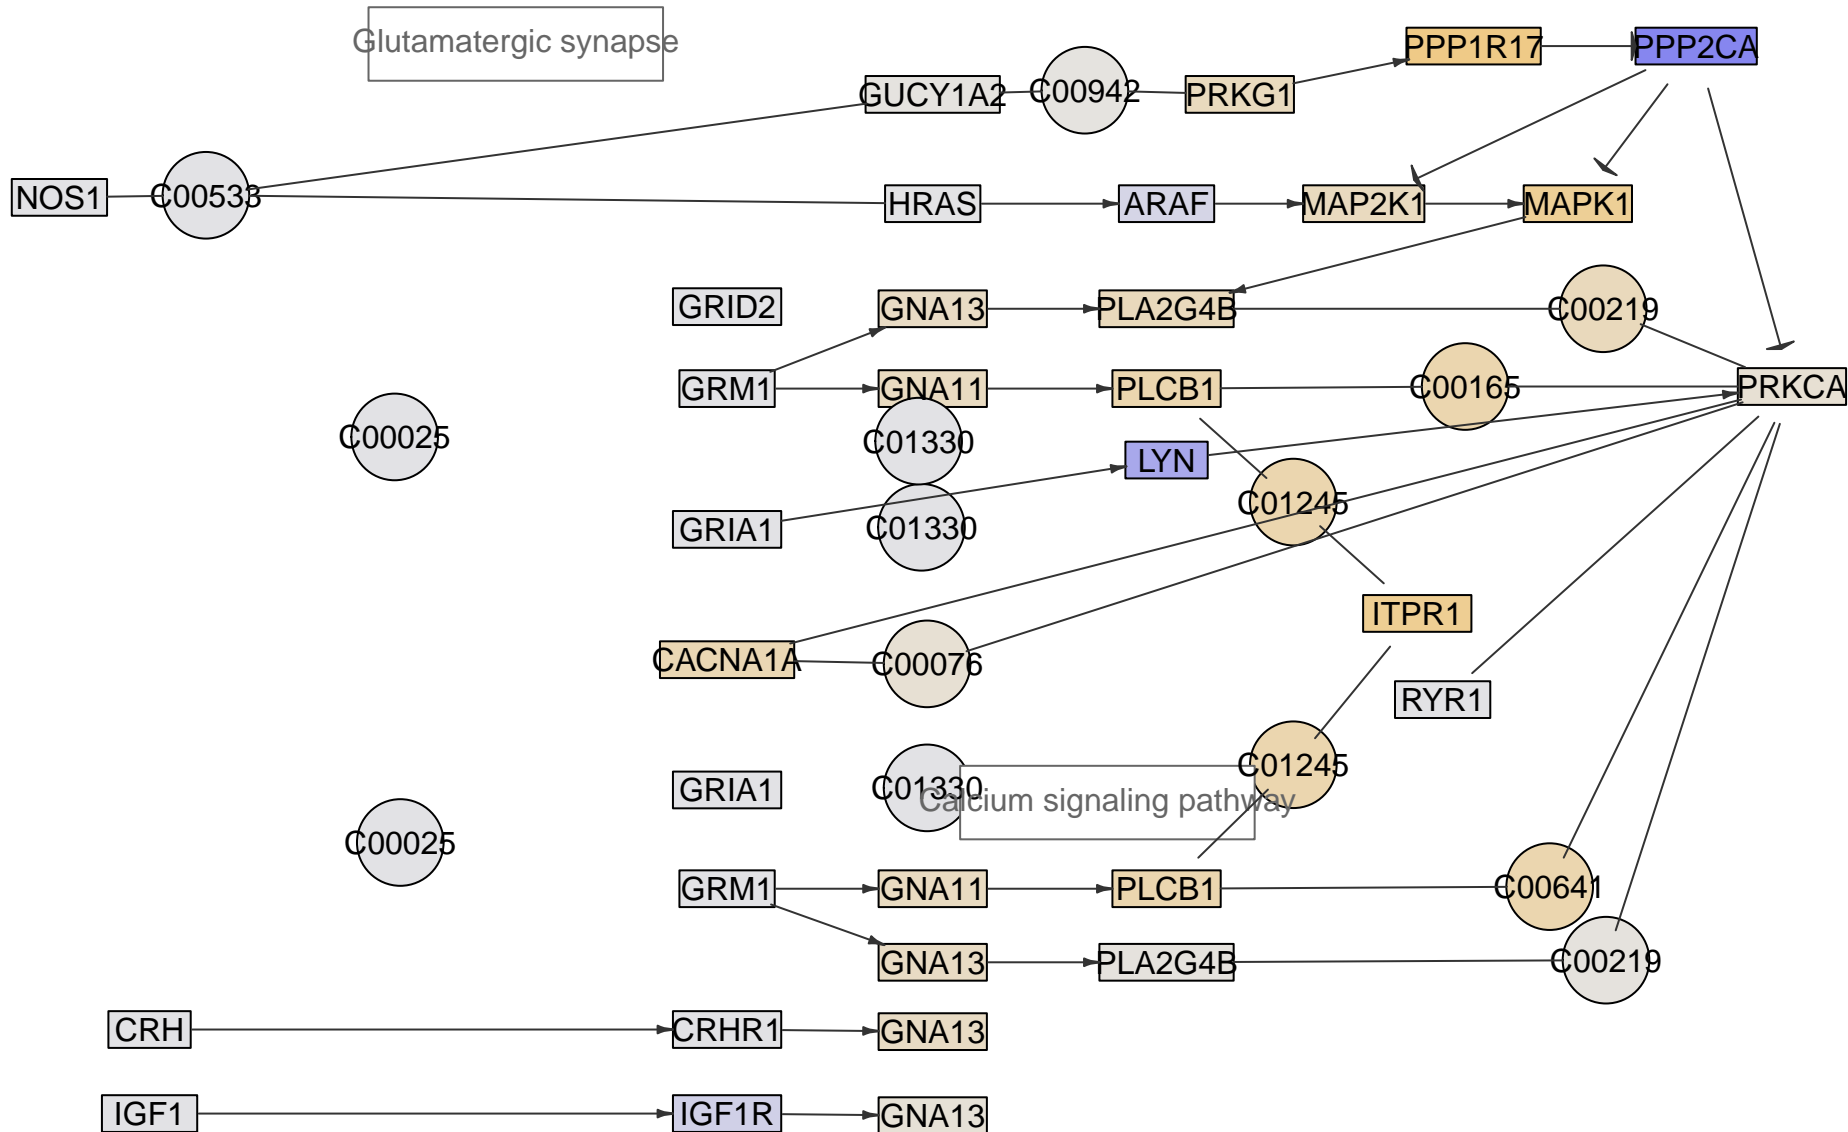 Glutamatergic synapse
PPP1R17 PPP2CA
GUCY1A2 C00942 PRKG1
NOS1 C00533 HRAS ARAF MAP2K1 MAPK1
GRID2 GNA13 PLA2G4B C00219
GRM1 GNA11 PLCB1 C00165 PRKCA
C00025 C01330 LYN
GRIA1 C01330 C01245
ITPR1
CACNA1A C00076
RYR1
C01245
GRIA1 C01330 Calcium signaling pathway
C00025
GRM1 GNA11 PLCB1 C00641
GNA13 PLA2G4B C00219
CRH CRHR1 GNA13
IGF1 IGF1R GNA13